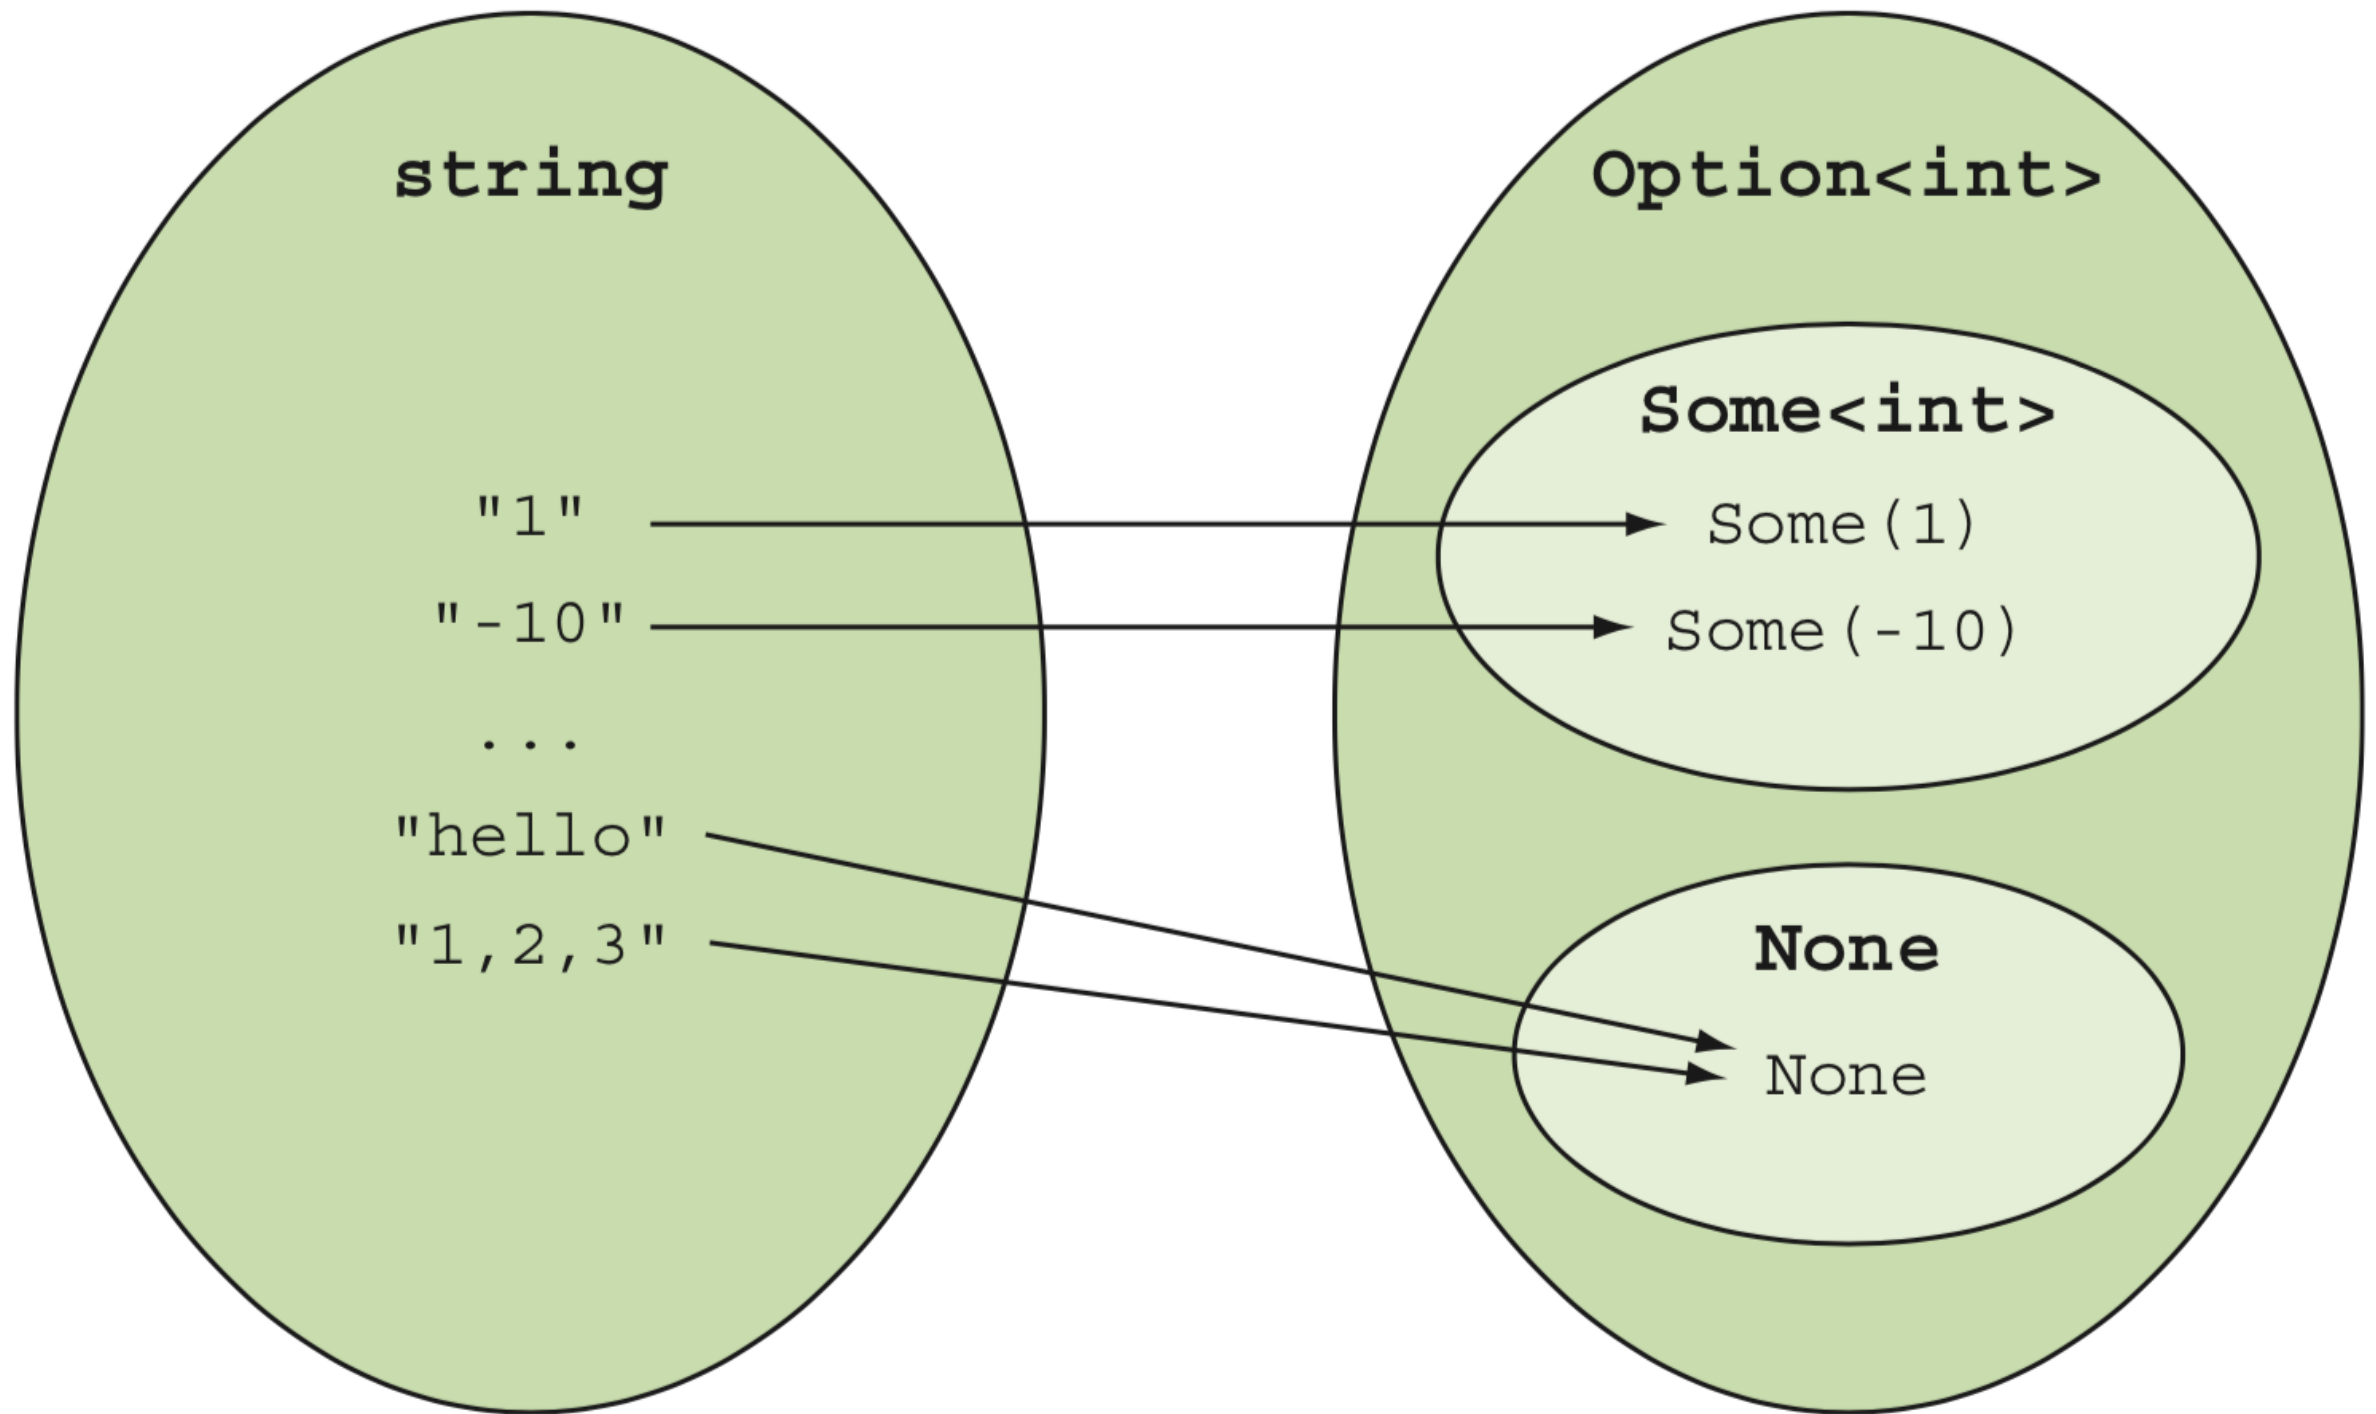 string
"1"
"-10"
...
"hello"
"1,2,3"
Option<int>
Some<int>
Some(1)
Some(-10)
None
None